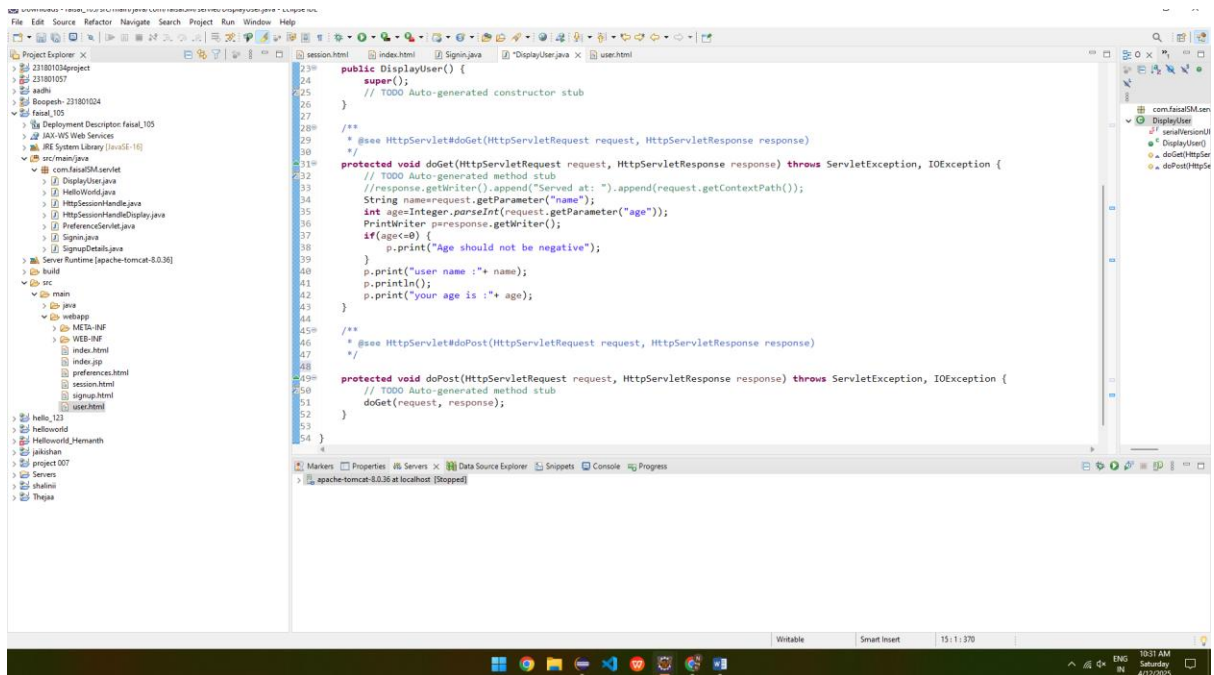 File Edit Source Refactor Navigate Search Project Run Window Help
Project Explorer
231801034project
231801057
aadhi
Boopesh- 231801024
faisal_105
Deployment Descriptor: faisal_105
JAX-WS Web Services
JRE System Library [JavaSE-16]
src/main/java
com.faisalSM.servlet
DisplayUser.java
HelloWorld.java
HttpSessionHandle.java
HttpSessionHandleDisplay.java
PreferenceServlet.java
Signin.java
SignupDetails.java
Server Runtime [apache-tomcat-8.0.36]
build
src
main
java
webapp
META-INF
WEB-INF
index.html
index.jsp
preferences.html
session.html
signup.html
user.html
hello_123
helloworld
Helloworld_Hemanth
jaikishan
project 007
Servers
shalinii
Thejaa
session.html index.html Signin.java *DisplayUser.java user.html
23 public DisplayUser() {
24 super();
25 // TODO Auto-generated constructor stub
26 }
27
28 /**
29 * @see HttpServlet#doGet(HttpServletRequest request, HttpServletResponse response)
30 */
31 protected void doGet(HttpServletRequest request, HttpServletResponse response) throws ServletException, IOException {
32 // TODO Auto-generated method stub
33 //response.getWriter().append("Served at: ").append(request.getContextPath());
34 String name=request.getParameter("name");
35 int age=Integer.parseInt(request.getParameter("age"));
36 PrintWriter p=response.getWriter();
37 if(age<=0) {
38 p.print("Age should not be negative");
39 }
40 p.print("user name :"+ name);
41 p.println();
42 p.print("your age is :"+ age);
43 }
44
45 /**
46 * @see HttpServlet#doPost(HttpServletRequest request, HttpServletResponse response)
47 */
48
49 protected void doPost(HttpServletRequest request, HttpServletResponse response) throws ServletException, IOException {
50 // TODO Auto-generated method stub
51 doGet(request, response);
52 }
53
54 }
com.faisalSM.ser
DisplayUser
serialVersionUI
DisplayUser()
doGet(HttpSer
doPost(HttpSe
Markers Properties Servers Data Source Explorer Snippets Console Progress
apache-tomcat-8.0.36 at localhost [Stopped]
Writable Smart Insert 15 : 1 : 370
ENG
IN
10:31 AM
Saturday
4/12/2025